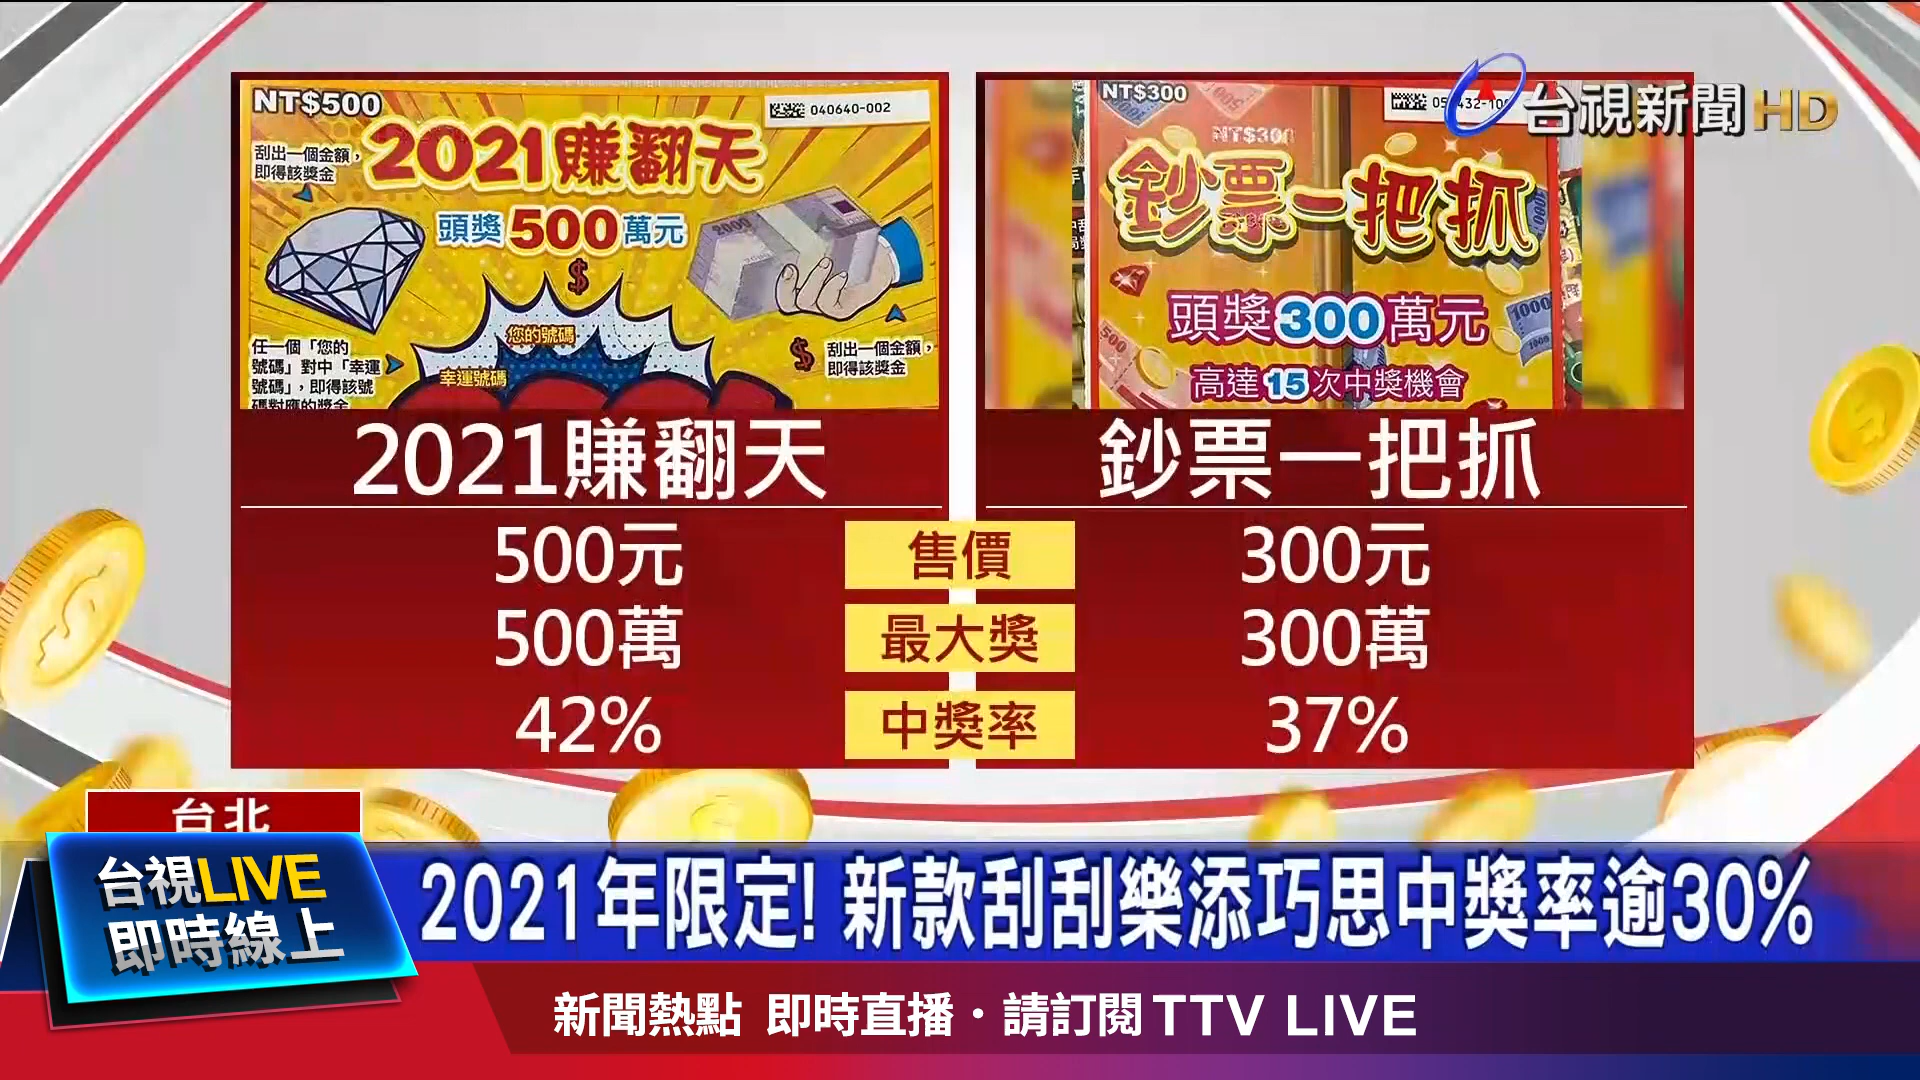 台視新聞HD
NT$500
040640-002
2021賺翻天
刮出一個金額，
即得該獎金
頭獎500萬元
2000
$
您的號碼
幸運號碼
任一個「您的
號碼」對中「幸運
號碼」，即得該號
碼對應的獎金
$
刮出一個金額，
即得該獎金
NT$300
NT$300
鈔票一把抓
頭獎300萬元
高達15次中獎機會
1000
500
2021賺翻天
鈔票一把抓
500元
售價
300元
500萬
最大獎
300萬
42%
中獎率
37%
台北
台視LIVE
即時線上
2021年限定! 新款刮刮樂添巧思中獎率逾30%
新聞熱點 即時直播・請訂閱TTV LIVE